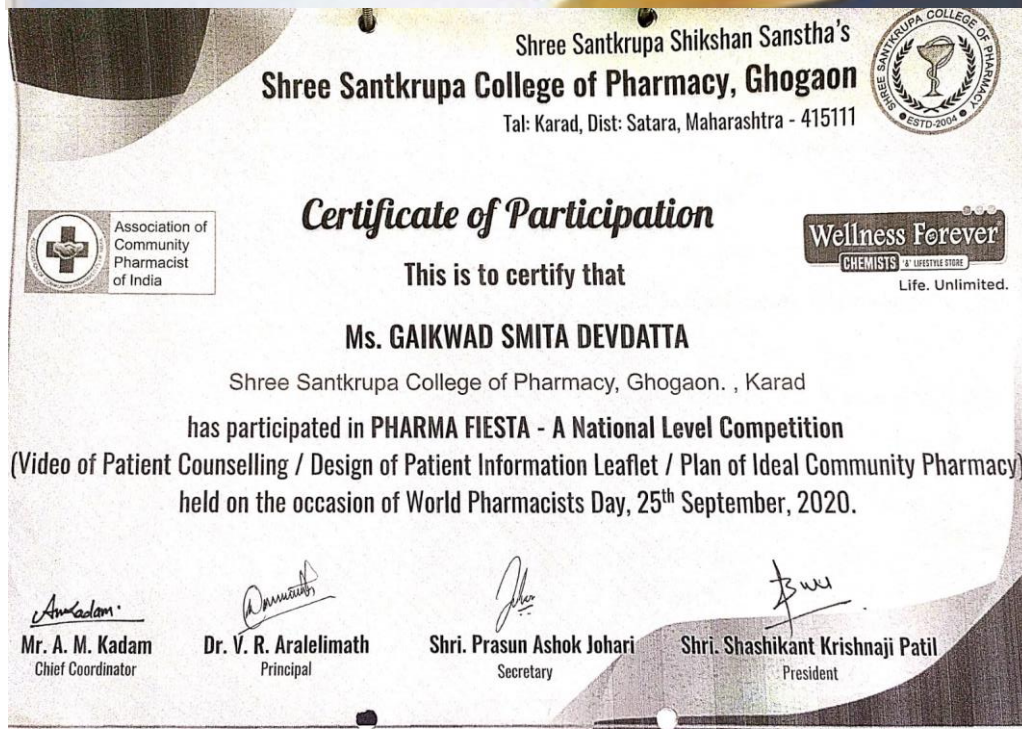 Shree Santkrupa Shikshan Sanstha's
Shree Santkrupa College of Pharmacy, Ghogaon
Tal: Karad, Dist: Satara, Maharashtra - 415111
SHREE SANTKRUPA COLLEGE OF PHARMACY
ESTD-2004
Association of
Community
Pharmacist
of India
Certificate of Participation
Wellness Forever
CHEMISTS '&' LIFESTYLE STORE
Life. Unlimited.
This is to certify that
Ms. GAIKWAD SMITA DEVDATTA
Shree Santkrupa College of Pharmacy, Ghogaon. , Karad
has participated in PHARMA FIESTA - A National Level Competition
(Video of Patient Counselling / Design of Patient Information Leaflet / Plan of Ideal Community Pharmacy)
held on the occasion of World Pharmacists Day, 25th September, 2020.
Mr. A. M. Kadam
Chief Coordinator
Dr. V. R. Aralelimath
Principal
Shri. Prasun Ashok Johari
Secretary
Shri. Shashikant Krishnaji Patil
President